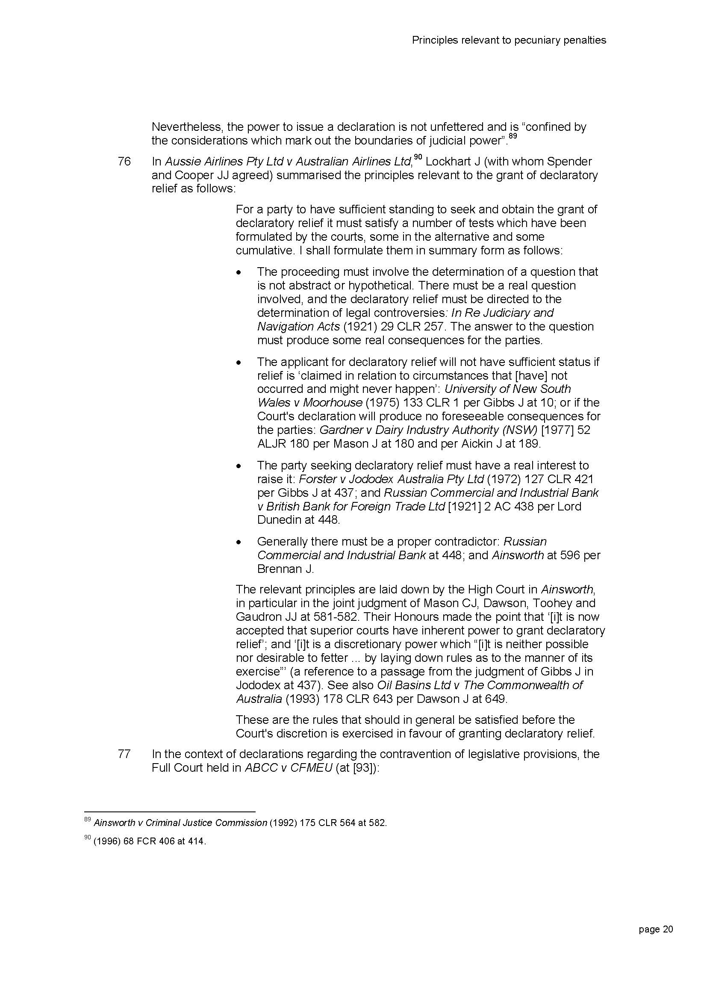 Principles relevant to pecuniary penalties
Nevertheless, the power to issue a declaration is not unfettered and is “confined by
the considerations which mark out the boundaries of judicial power”.89
76 In Aussie Airlines Pty Ltd v Australian Airlines Ltd,90 Lockhart J (with whom Spender
and Cooper JJ agreed) summarised the principles relevant to the grant of declaratory
relief as follows:
For a party to have sufficient standing to seek and obtain the grant of
declaratory relief it must satisfy a number of tests which have been
formulated by the courts, some in the alternative and some
cumulative. I shall formulate them in summary form as follows:
• The proceeding must involve the determination of a question that
is not abstract or hypothetical. There must be a real question
involved, and the declaratory relief must be directed to the
determination of legal controversies: In Re Judiciary and
Navigation Acts (1921) 29 CLR 257. The answer to the question
must produce some real consequences for the parties.
• The applicant for declaratory relief will not have sufficient status if
relief is ‘claimed in relation to circumstances that [have] not
occurred and might never happen’: University of New South
Wales v Moorhouse (1975) 133 CLR 1 per Gibbs J at 10; or if the
Court's declaration will produce no foreseeable consequences for
the parties: Gardner v Dairy Industry Authority (NSW) [1977] 52
ALJR 180 per Mason J at 180 and per Aickin J at 189.
• The party seeking declaratory relief must have a real interest to
raise it: Forster v Jododex Australia Pty Ltd (1972) 127 CLR 421
per Gibbs J at 437; and Russian Commercial and Industrial Bank
v British Bank for Foreign Trade Ltd [1921] 2 AC 438 per Lord
Dunedin at 448.
• Generally there must be a proper contradictor: Russian
Commercial and Industrial Bank at 448; and Ainsworth at 596 per
Brennan J.
The relevant principles are laid down by the High Court in Ainsworth,
in particular in the joint judgment of Mason CJ, Dawson, Toohey and
Gaudron JJ at 581-582. Their Honours made the point that ‘[i]t is now
accepted that superior courts have inherent power to grant declaratory
relief’; and ‘[i]t is a discretionary power which “[i]t is neither possible
nor desirable to fetter ... by laying down rules as to the manner of its
exercise”’ (a reference to a passage from the judgment of Gibbs J in
Jododex at 437). See also Oil Basins Ltd v The Commonwealth of
Australia (1993) 178 CLR 643 per Dawson J at 649.
These are the rules that should in general be satisfied before the
Court's discretion is exercised in favour of granting declaratory relief.
77 In the context of declarations regarding the contravention of legislative provisions, the
Full Court held in ABCC v CFMEU (at [93]):
89 Ainsworth v Criminal Justice Commission (1992) 175 CLR 564 at 582.
90 (1996) 68 FCR 406 at 414.
page 20